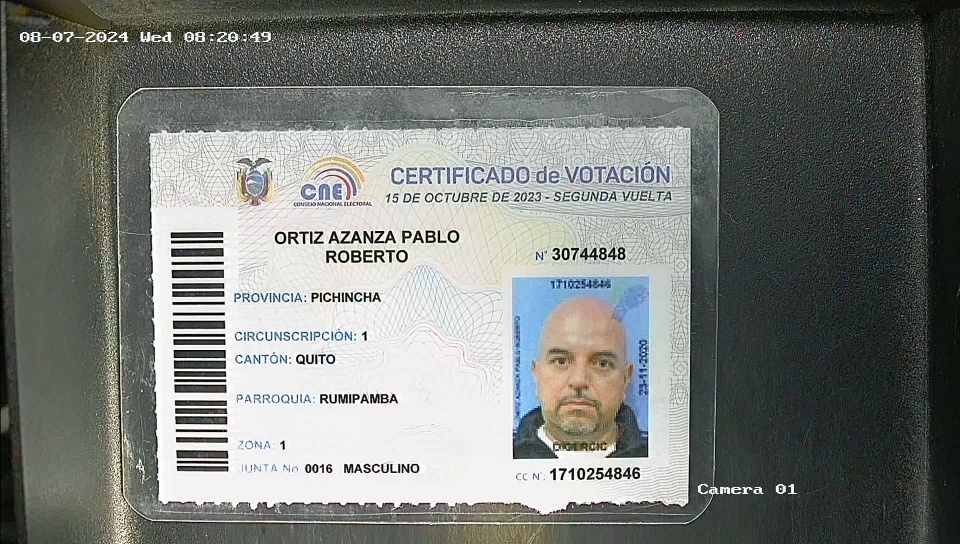 08-07-2024 Wed 08:20:49
CNE
CONSEJO NACIONAL ELECTORAL
CERTIFICADO de VOTACIÓN
15 DE OCTUBRE DE 2023 - SEGUNDA VUELTA
ORTIZ AZANZA PABLO
ROBERTO
N° 30744848
PROVINCIA: PICHINCHA
CIRCUNSCRIPCIÓN: 1
CANTÓN: QUITO
PARROQUIA: RUMIPAMBA
ZONA: 1
JUNTA No. 0016 MASCULINO
1710254846
23-11-2020
DIGERCIC
CC N°: 1710254846
Camera 01